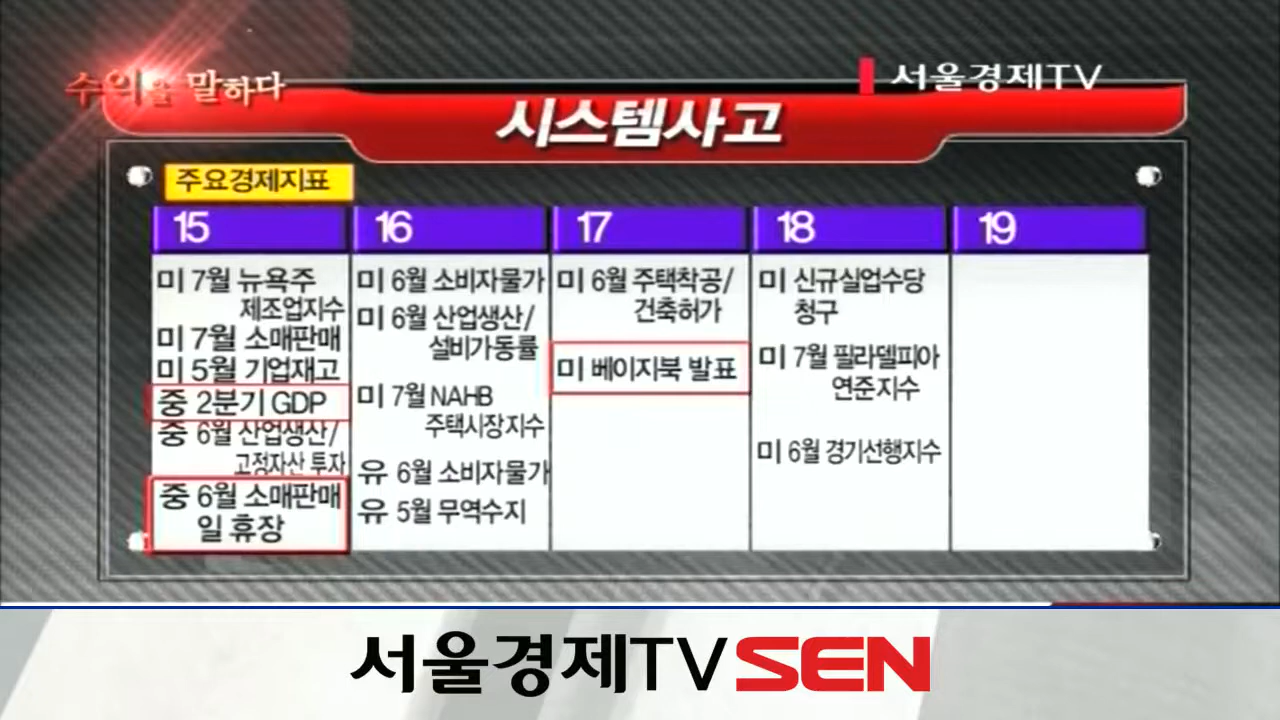 수익을 말하다
서울경제TV
시스템사고
주요경제지표
15
미 7월 뉴욕주
제조업지수
미 7월 소매판매
미 5월 기업재고
중 2분기 GDP
중 6월 산업생산/
고정자산 투자
중 6월 소매판매
일 휴장
16
미 6월 소비자물가
미 6월 산업생산/
설비가동률
미 7월 NAHB
주택시장지수
유 6월 소비자물가
유 5월 무역수지
17
미 6월 주택착공/
건축허가
미 베이지북 발표
18
미 신규실업수당
청구
미 7월 필라델피아
연준지수
미 6월 경기선행지수
19
서울경제TV SEN